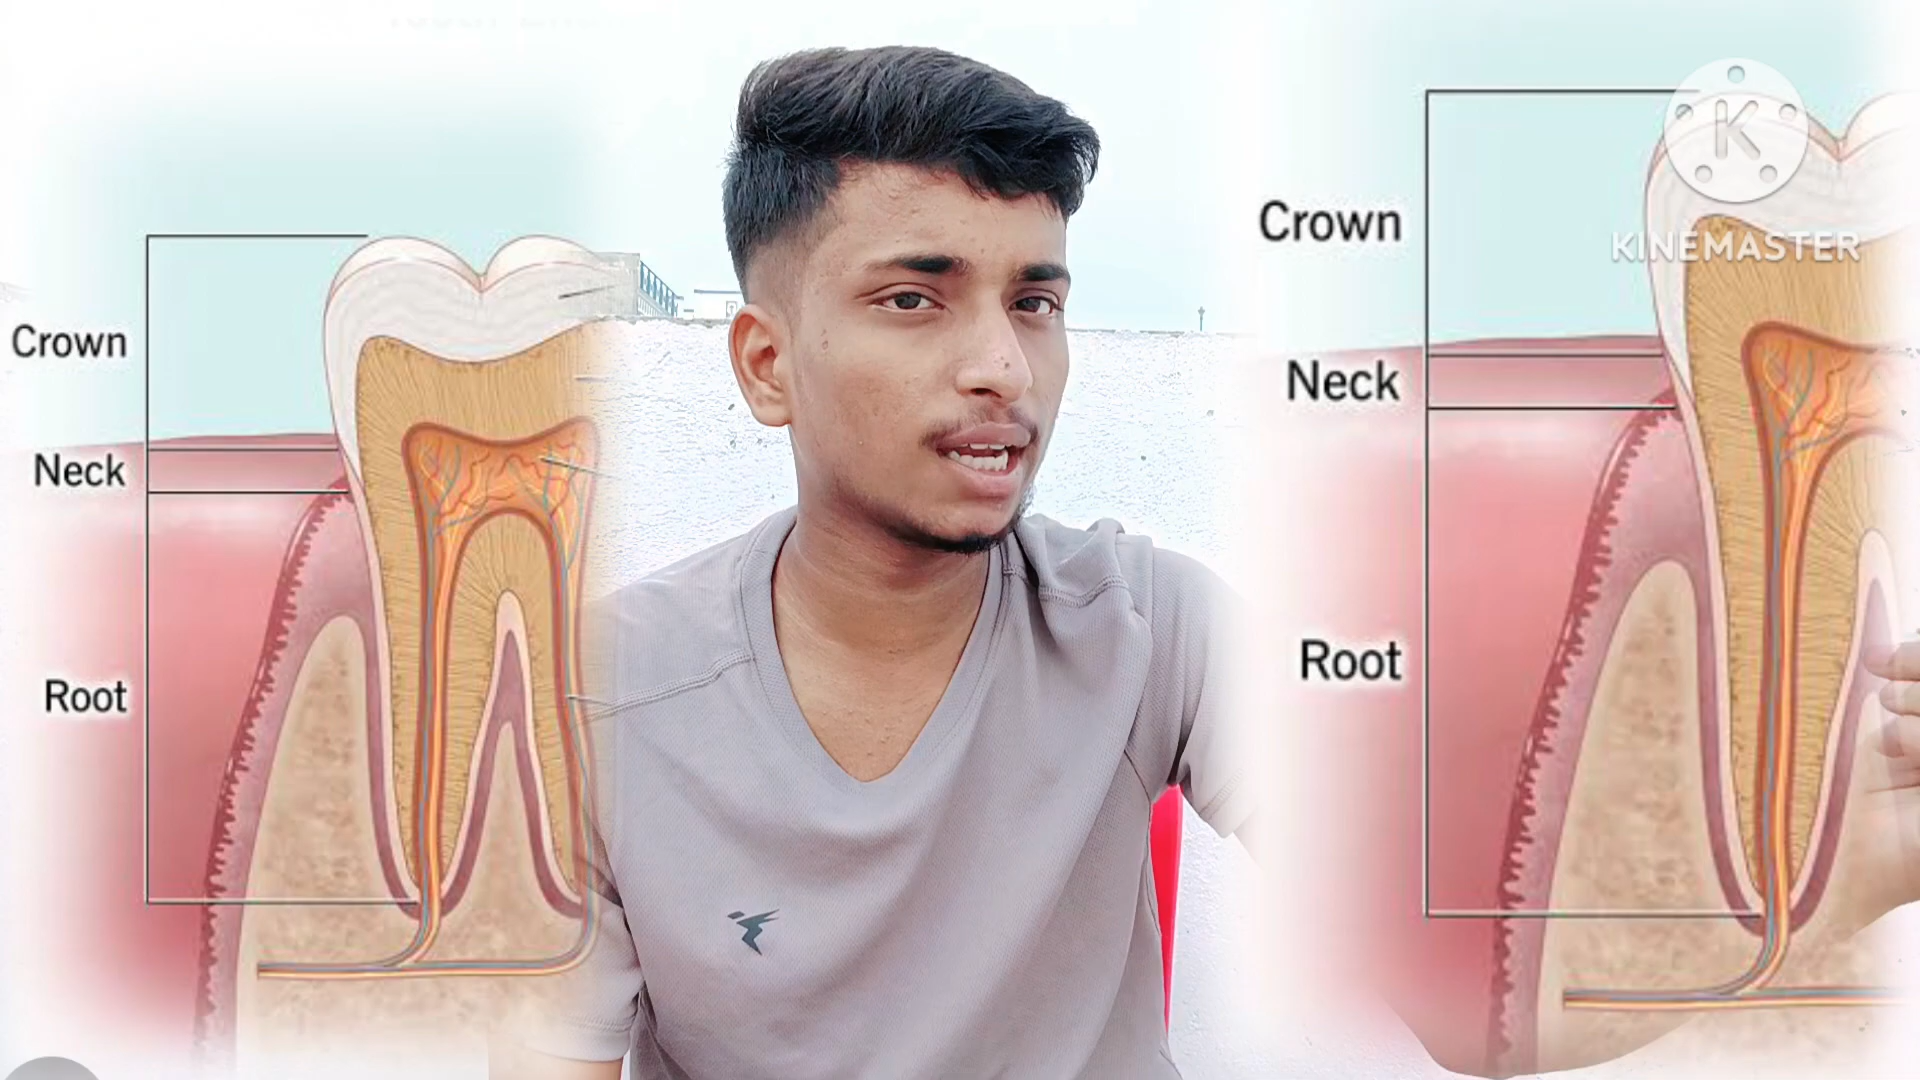 Crown
Neck
Root
Crown
Neck
Root
K
KINEMASTER